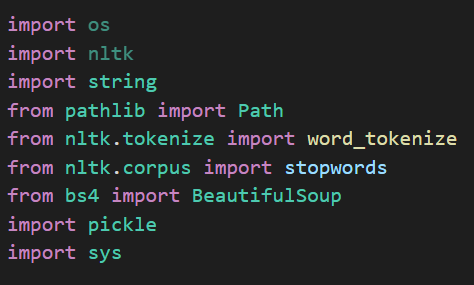 import os
import nltk
import string
from pathlib import Path
from nltk.tokenize import word_tokenize
from nltk.corpus import stopwords
from bs4 import BeautifulSoup
import pickle
import sys